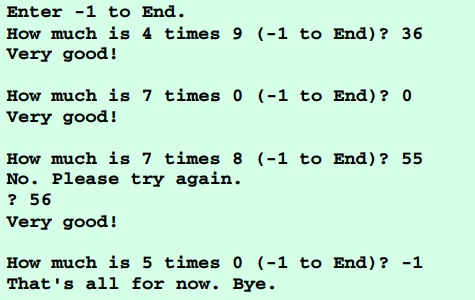 Enter -1 to End.
How much is 4 times 9 (-1 to End)? 36
Very good!
How much is 7 times 0 (-1 to End)? 0
Very good!
How much is 7 times 8 (-1 to End)? 55
No. Please try again.
? 56
Very good!
How much is 5 times 0 (-1 to End)? -1
That's all for now. Bye.